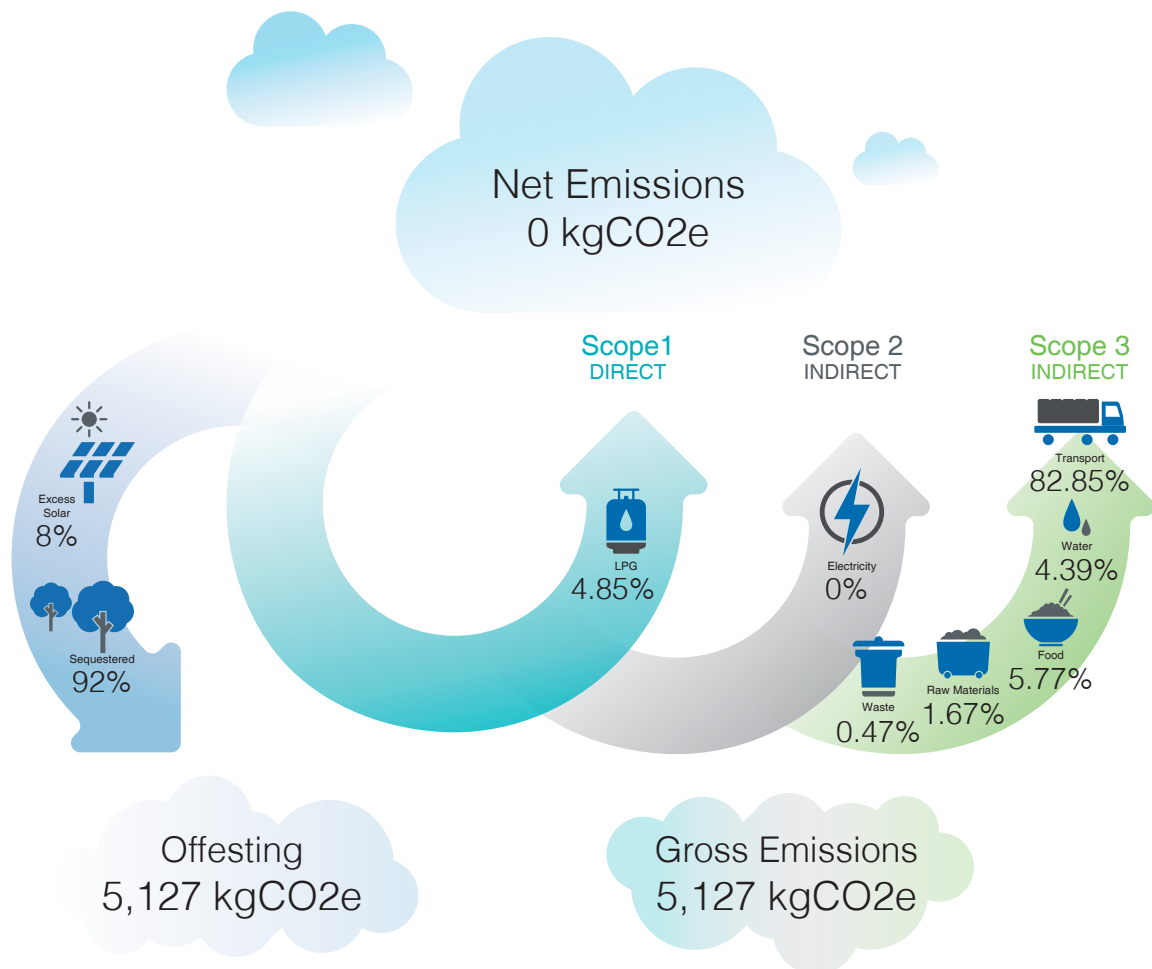 Net Emissions
0 kgCO2e
Scope1
DIRECT
Scope 2
INDIRECT
Scope 3
INDIRECT
Excess
Solar
8%
Sequestered
92%
LPG
4.85%
Electricity
0%
Transport
82.85%
Water
4.39%
Food
5.77%
Raw Materials
1.67%
Waste
0.47%
Offesting
5,127 kgCO2e
Gross Emissions
5,127 kgCO2e